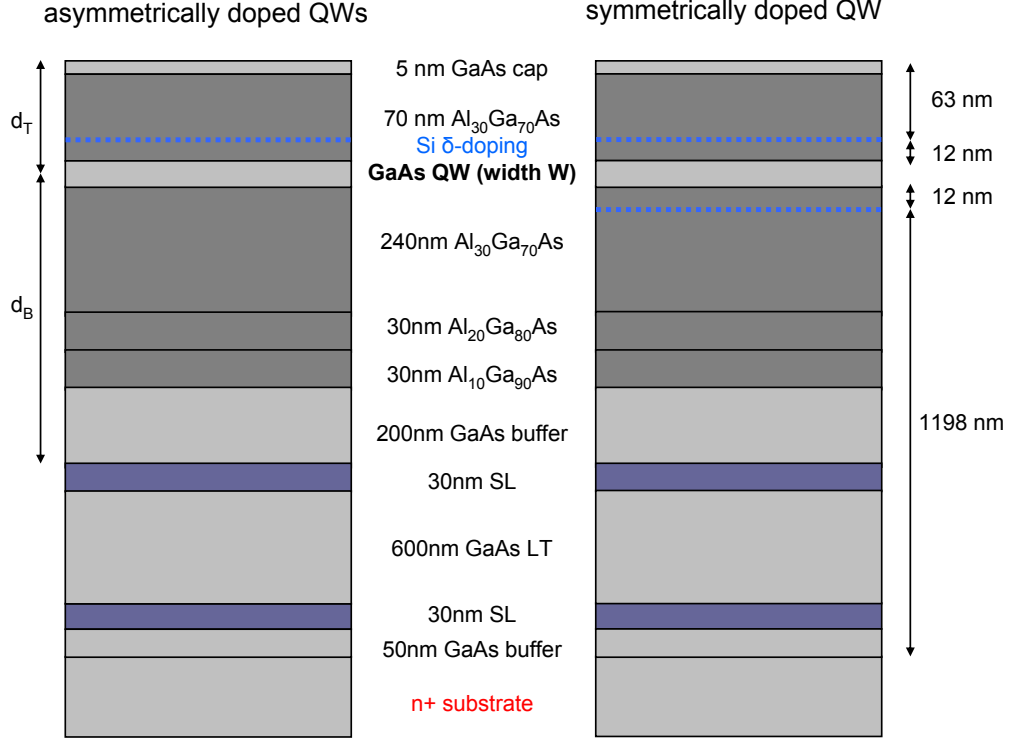 asymmetrically doped QWs
symmetrically doped QW
5 nm GaAs cap
d_T
70 nm Al₃₀Ga₇₀As
63 nm
Si δ-doping
12 nm
GaAs QW (width W)
12 nm
240nm Al₃₀Ga₇₀As
d_B
30nm Al₂₀Ga₈₀As
30nm Al₁₀Ga₉₀As
1198 nm
200nm GaAs buffer
30nm SL
600nm GaAs LT
30nm SL
50nm GaAs buffer
n+ substrate